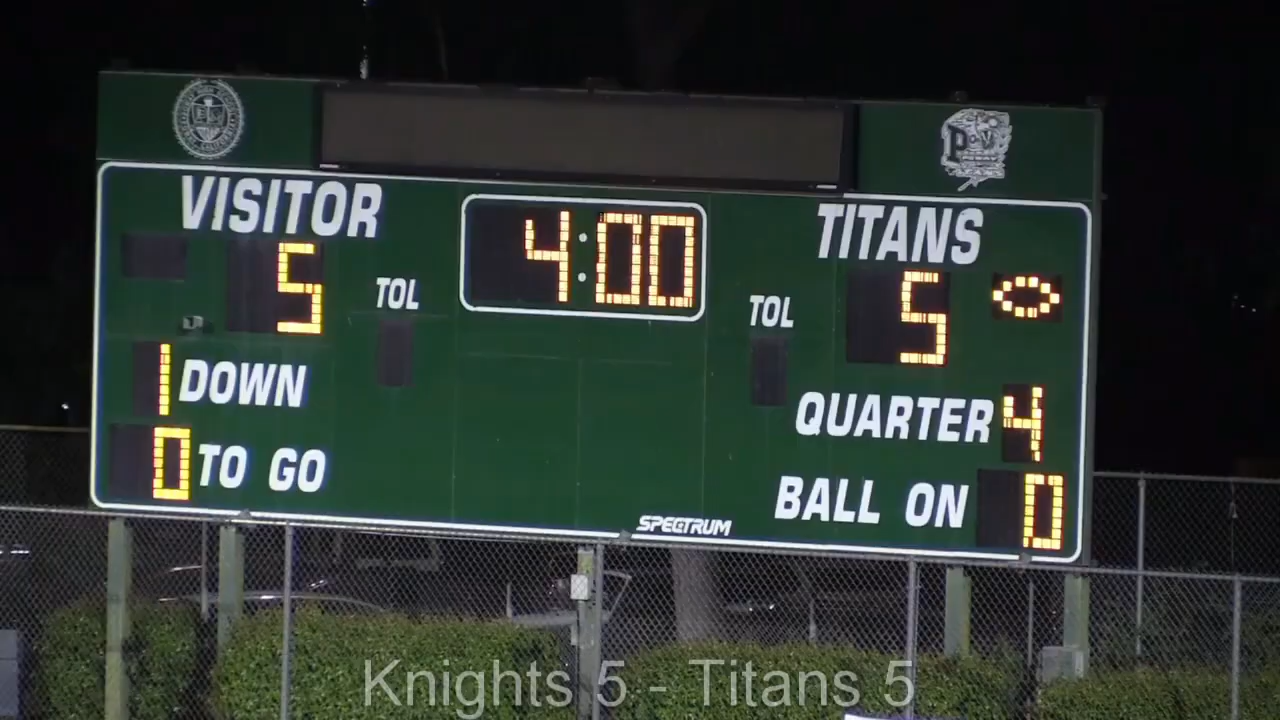 VISITOR
4:00
TITANS
5
TOL
TOL
5
1 DOWN
QUARTER 4
0 TO GO
BALL ON 0
SPECTRUM
Knights 5 - Titans 5